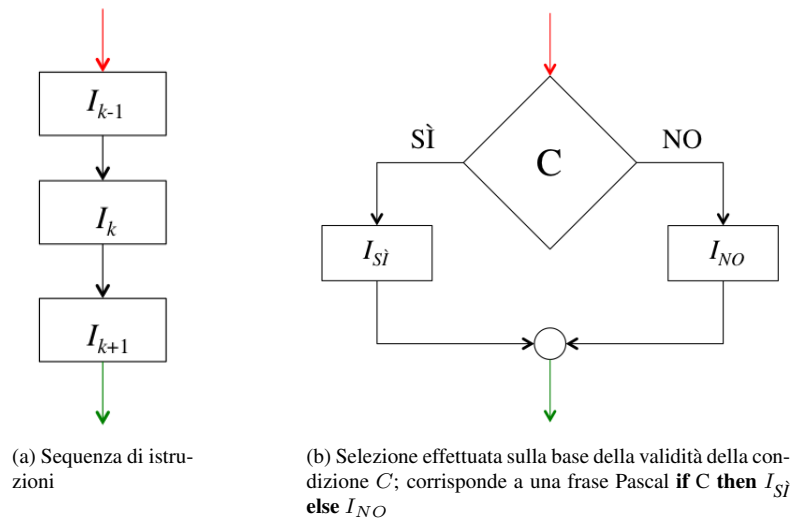 I_{k-1}
I_k
I_{k+1}
(a) Sequenza di istru-
zioni
SÌ
NO
C
I_{SÌ}
I_{NO}
(b) Selezione effettuata sulla base della validità della con-
dizione C; corrisponde a una frase Pascal if C then I_{SÌ}
else I_{NO}